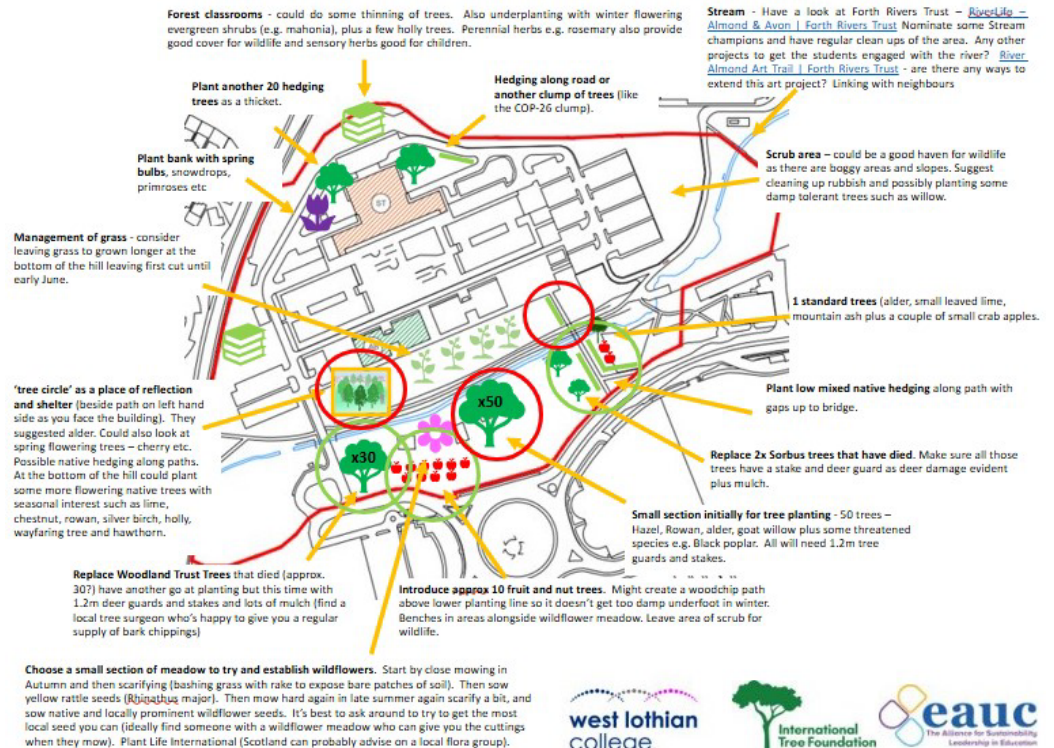 Forest classrooms - could do some thinning of trees. Also underplanting with winter flowering
evergreen shrubs (e.g. mahonia), plus a few holly trees. Perennial herbs e.g. rosemary also provide
good cover for wildlife and sensory herbs good for children.
Stream - Have a look at Forth Rivers Trust – RiverLife –
Almond & Avon | Forth Rivers Trust Nominate some Stream
champions and have regular clean ups of the area. Any other
projects to get the students engaged with the river? River
Almond Art Trail | Forth Rivers Trust - are there any ways to
extend this art project? Linking with neighbours
Plant another 20 hedging
trees as a thicket.
Hedging along road or
another clump of trees (like
the COP-26 clump).
Plant bank with spring
bulbs, snowdrops,
primroses etc
Scrub area – could be a good haven for wildlife
as there are boggy areas and slopes. Suggest
cleaning up rubbish and possibly planting some
damp tolerant trees such as willow.
ST
Management of grass - consider
leaving grass to grown longer at the
bottom of the hill leaving first cut until
early June.
1 standard trees (alder, small leaved lime,
mountain ash plus a couple of small crab apples.
'tree circle' as a place of reflection
and shelter (beside path on left hand
side as you face the building). They
suggested alder. Could also look at
spring flowering trees – cherry etc.
Possible native hedging along paths.
At the bottom of the hill could plant
some more flowering native trees with
seasonal interest such as lime,
chestnut, rowan, silver birch, holly,
wayfaring tree and hawthorn.
x50
x30
Plant low mixed native hedging along path with
gaps up to bridge.
Replace 2x Sorbus trees that have died. Make sure all those
trees have a stake and deer guard as deer damage evident
plus mulch.
Small section initially for tree planting - 50 trees –
Hazel, Rowan, alder, goat willow plus some threatened
species e.g. Black poplar. All will need 1.2m tree
guards and stakes.
Replace Woodland Trust Trees that died (approx.
30?) have another go at planting but this time with
1.2m deer guards and stakes and lots of mulch (find a
local tree surgeon who's happy to give you a regular
supply of bark chippings)
Introduce approx 10 fruit and nut trees. Might create a woodchip path
above lower planting line so it doesn't get too damp underfoot in winter.
Benches in areas alongside wildflower meadow. Leave area of scrub for
wildlife.
Choose a small section of meadow to try and establish wildflowers. Start by close mowing in
Autumn and then scarifying (bashing grass with rake to expose bare patches of soil). Then sow
yellow rattle seeds (Rhinathus major). Then mow hard again in late summer again scarify a bit, and
sow native and locally prominent wildflower seeds. It's best to ask around to try to get the most
local seed you can (ideally find someone with a wildflower meadow who can give you the cuttings
when they mow). Plant Life International (Scotland can probably advise on a local flora group).
west lothian
college
International
Tree Foundation
eauc
The Alliance for Sustainability
Leadership in Education